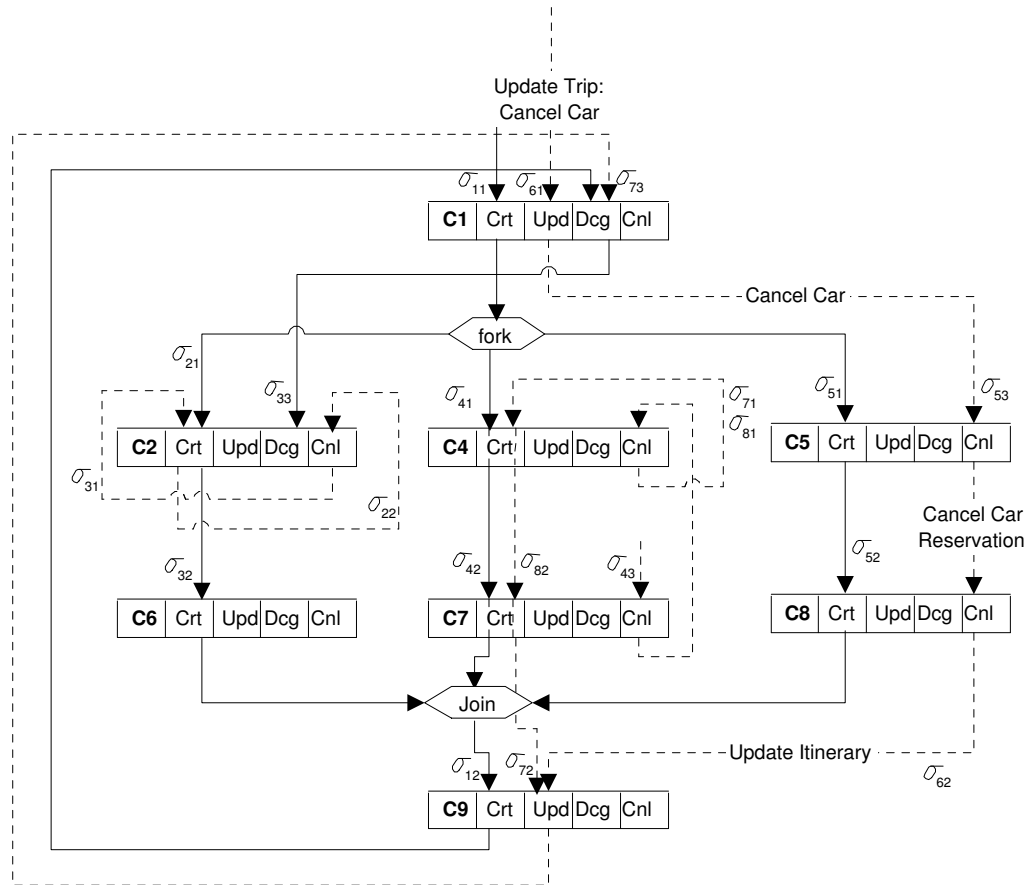 Update Trip:
Cancel Car
σ11
σ61
σ73
C1 Crt Upd Dcg Cnl
Cancel Car
fork
σ21
σ33
σ41
σ71
σ81
σ51
σ53
C2 Crt Upd Dcg Cnl
C4 Crt Upd Dcg Cnl
C5 Crt Upd Dcg Cnl
σ31
σ22
Cancel Car
Reservation
σ32
σ42
σ82
σ43
σ52
C6 Crt Upd Dcg Cnl
C7 Crt Upd Dcg Cnl
C8 Crt Upd Dcg Cnl
Join
σ12
σ72
Update Itinerary
σ62
C9 Crt Upd Dcg Cnl